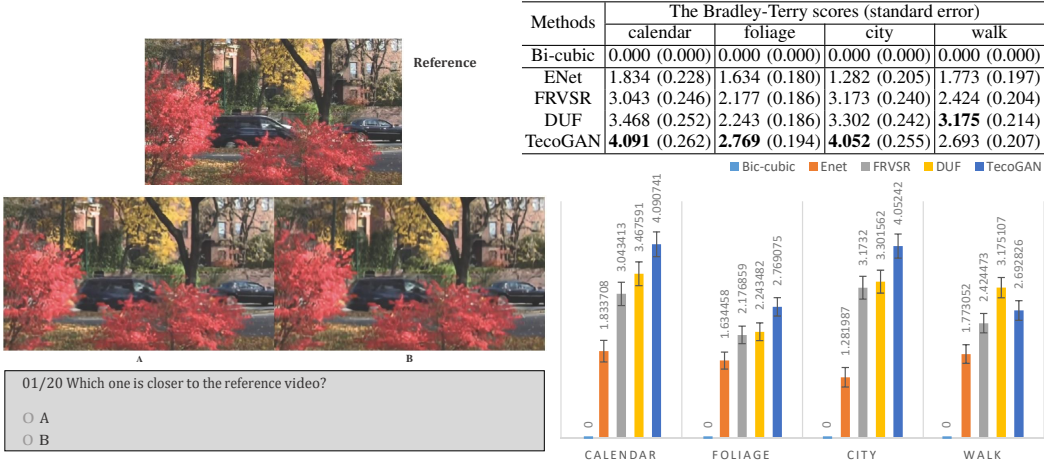 Reference
A
B
01/20 Which one is closer to the reference video?
O A
O B
Methods The Bradley-Terry scores (standard error)
calendar foliage city walk
Bi-cubic 0.000 (0.000) 0.000 (0.000) 0.000 (0.000) 0.000 (0.000)
ENet 1.834 (0.228) 1.634 (0.180) 1.282 (0.205) 1.773 (0.197)
FRVSR 3.043 (0.246) 2.177 (0.186) 3.173 (0.240) 2.424 (0.204)
DUF 3.468 (0.252) 2.243 (0.186) 3.302 (0.242) 3.175 (0.214)
TecoGAN 4.091 (0.262) 2.769 (0.194) 4.052 (0.255) 2.693 (0.207)
Bic-cubic Enet FRVSR DUF TecoGAN
0 1.833708 3.043413 3.467591 4.090741
0 1.634458 2.176859 2.243482 2.769075
0 1.281987 3.1732 3.301562 4.05242
0 1.773052 2.424473 3.175107 2.692826
CALENDAR FOLIAGE CITY WALK